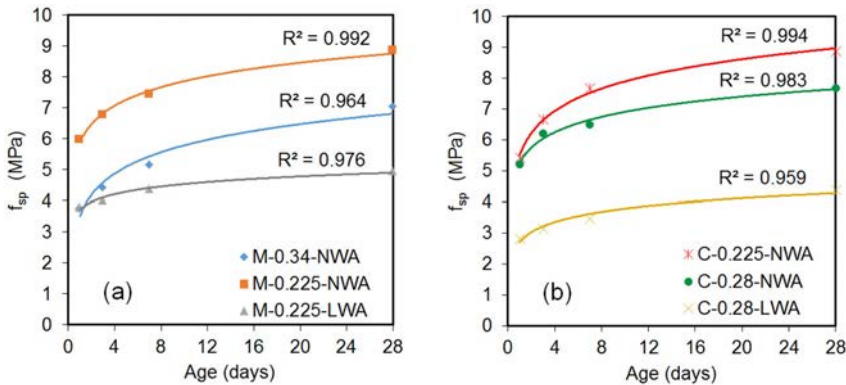 10
9
8
7
6
5
4
3
2
1
0
f_sp (MPa)
R² = 0.992
R² = 0.964
R² = 0.976
M-0.34-NWA
M-0.225-NWA
M-0.225-LWA
(a)
0 4 8 12 16 20 24 28
Age (days)
10
9
8
7
6
5
4
3
2
1
0
f_sp (MPa)
R² = 0.994
R² = 0.983
R² = 0.959
C-0.225-NWA
C-0.28-NWA
C-0.28-LWA
(b)
0 4 8 12 16 20 24 28
Age (days)